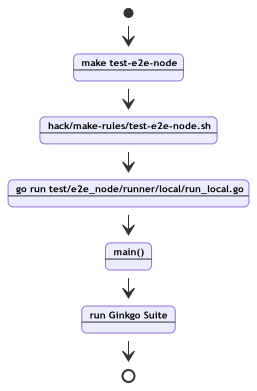 make test-e2e-node
hack/make-rules/test-e2e-node.sh
go run test/e2e_node/runner/local/run_local.go
main()
run Ginkgo Suite